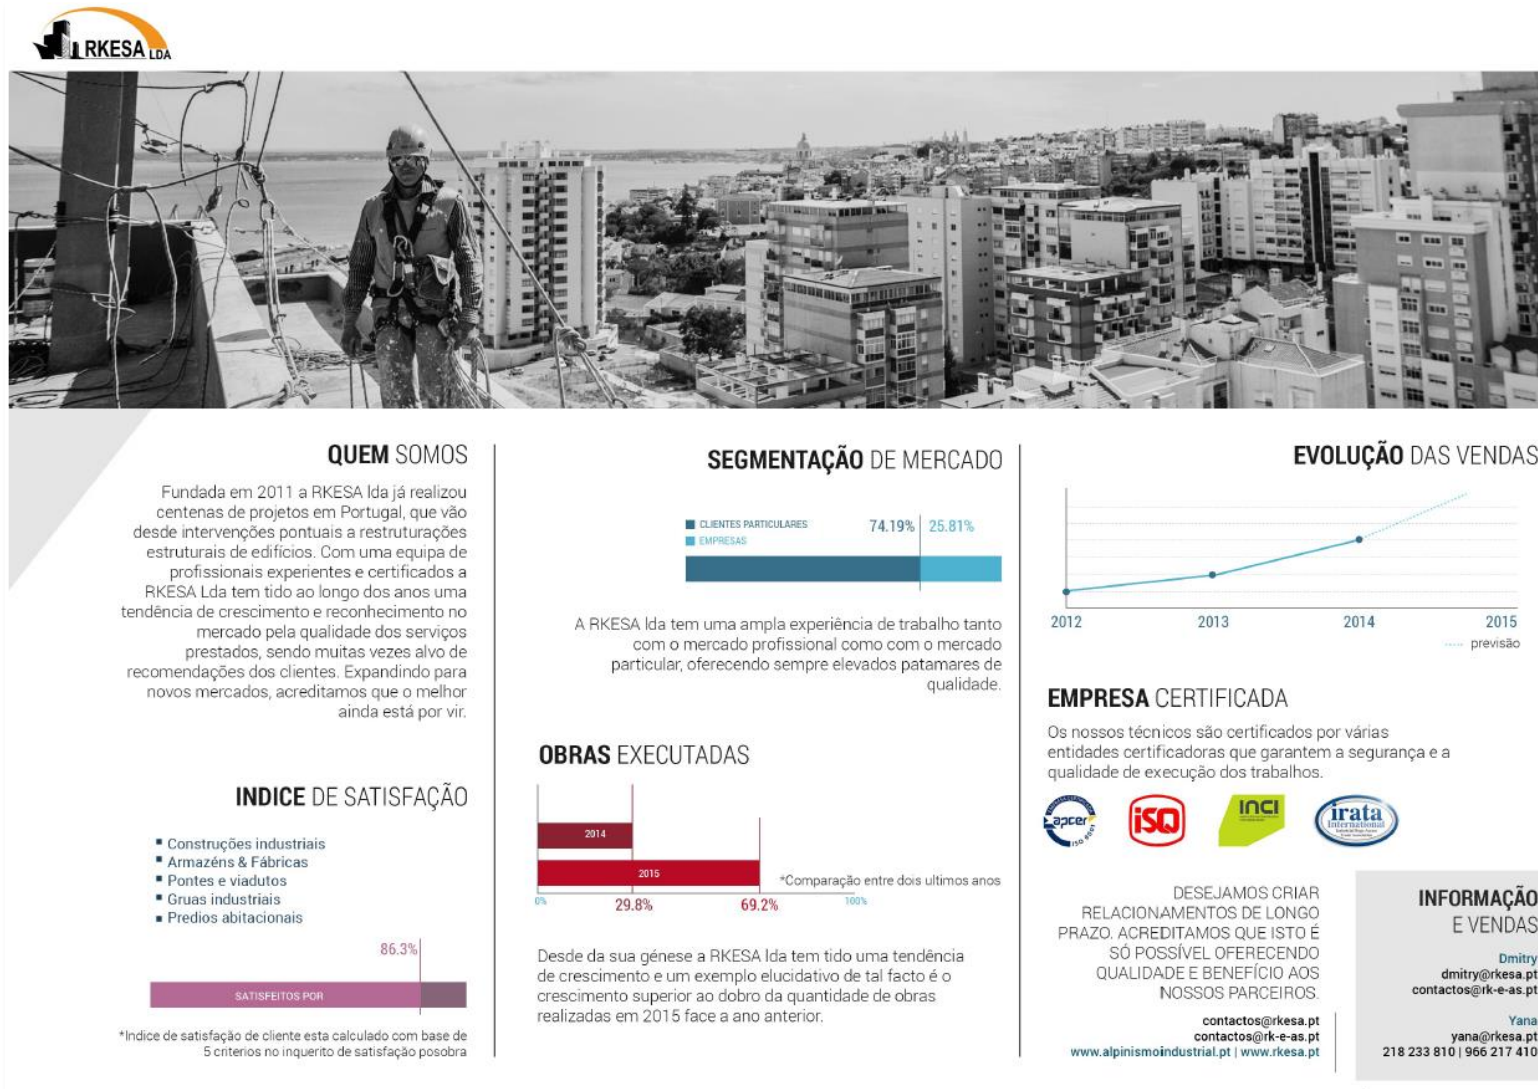 RKESA LDA
QUEM SOMOS
Fundada em 2011 a RKESA lda já realizou
centenas de projetos em Portugal, que vão
desde intervenções pontuais a restruturações
estruturais de edifícios. Com uma equipa de
profissionais experientes e certificados a
RKESA Lda tem tido ao longo dos anos uma
tendência de crescimento e reconhecimento no
mercado pela qualidade dos serviços
prestados, sendo muitas vezes alvo de
recomendações dos clientes. Expandindo para
novos mercados, acreditamos que o melhor
ainda está por vir.
INDICE DE SATISFAÇÃO
Construções industriais
Armazéns & Fábricas
Pontes e viadutos
Gruas industriais
Predios abitacionais
86.3%
SATISFEITOS POR
*Indice de satisfação de cliente esta calculado com base de
5 criterios no inquerito de satisfação posobra
SEGMENTAÇÃO DE MERCADO
CLIENTES PARTICULARES 74.19% 25.81%
EMPRESAS
A RKESA lda tem uma ampla experiência de trabalho tanto
com o mercado profissional como com o mercado
particular, oferecendo sempre elevados patamares de
qualidade.
OBRAS EXECUTADAS
2014
2015
*Comparação entre dois ultimos anos
0% 29.8% 69.2% 100%
Desde da sua génese a RKESA lda tem tido uma tendência
de crescimento e um exemplo elucidativo de tal facto é o
crescimento superior ao dobro da quantidade de obras
realizadas em 2015 face a ano anterior.
EVOLUÇÃO DAS VENDAS
2012 2013 2014 2015
previsão
EMPRESA CERTIFICADA
Os nossos técnicos são certificados por várias
entidades certificadoras que garantem a segurança e a
qualidade de execução dos trabalhos.
apcer ISO 9001
iSQ
INCI
irata International
DESEJAMOS CRIAR
RELACIONAMENTOS DE LONGO
PRAZO. ACREDITAMOS QUE ISTO É
SÓ POSSÍVEL OFERECENDO
QUALIDADE E BENEFÍCIO AOS
NOSSOS PARCEIROS.
contactos@rkesa.pt
contactos@rk-e-as.pt
www.alpinismoindustrial.pt | www.rkesa.pt
INFORMAÇÃO
E VENDAS
Dmitry
dmitry@rkesa.pt
contactos@rk-e-as.pt
Yana
yana@rkesa.pt
218 233 810 | 966 217 410